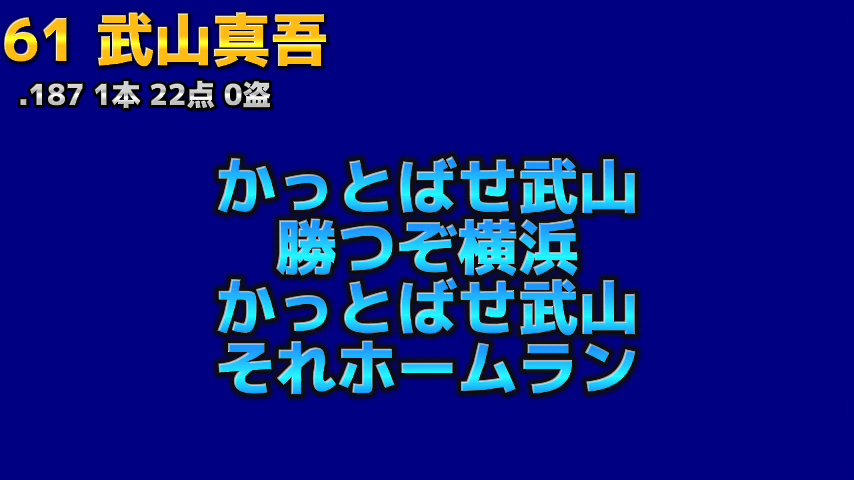 61 武山真吾
.187 1本 22点 0盗
かっとばせ武山
勝つぞ横浜
かっとばせ武山
それホームラン